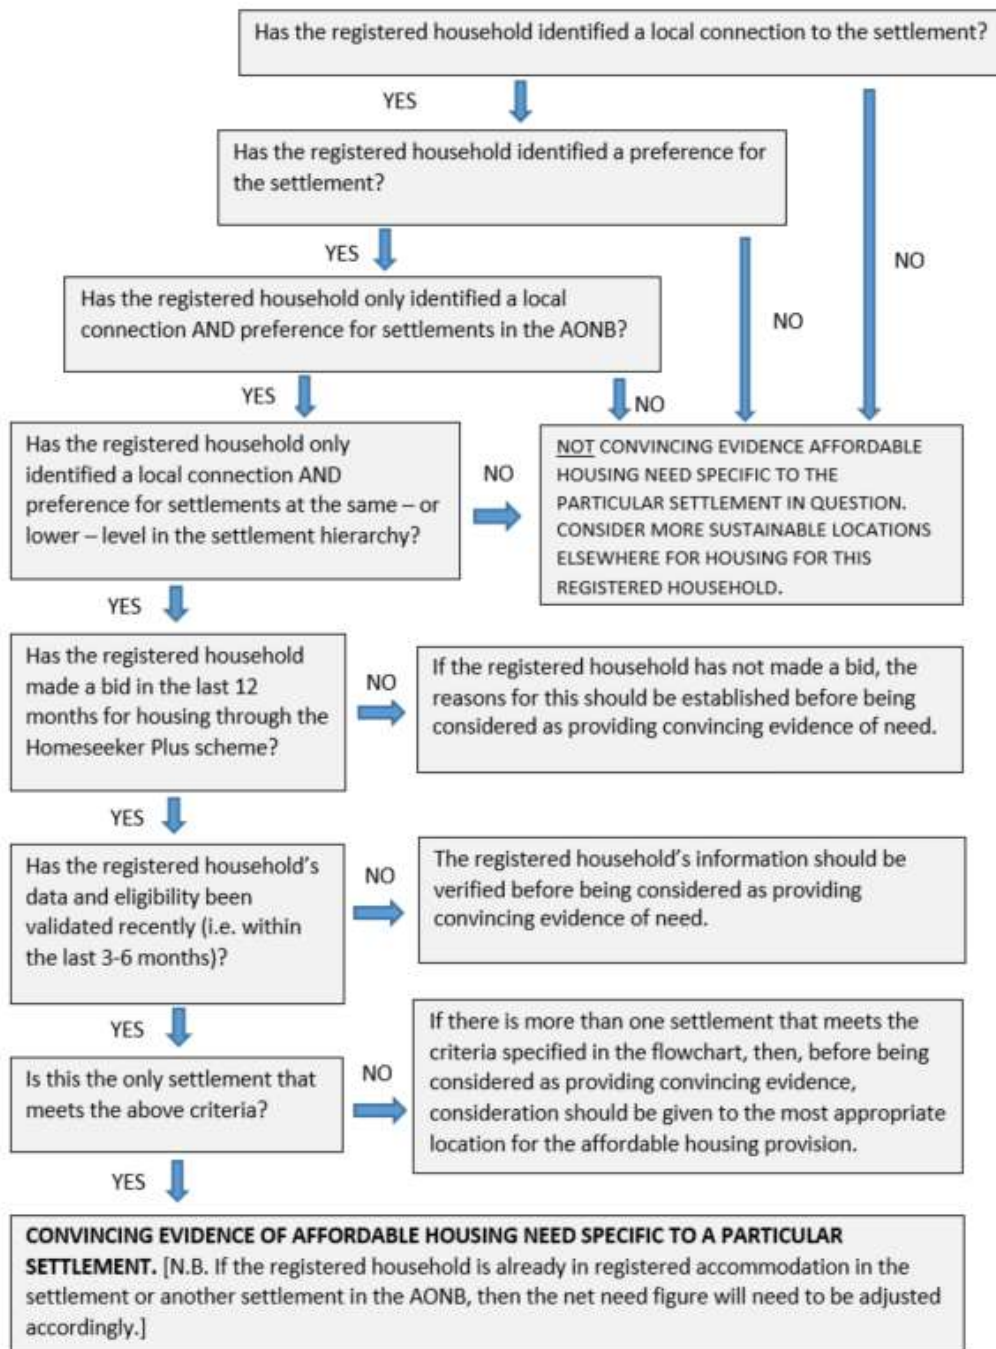 Has the registered household identified a local connection to the settlement?
YES
Has the registered household identified a preference for
the settlement?
YES
NO
Has the registered household only identified a local
connection AND preference for settlements in the AONB?
NO
YES
NO
Has the registered household only
identified a local connection AND
preference for settlements at the same – or
lower – level in the settlement hierarchy?
NO
NOT CONVINCING EVIDENCE AFFORDABLE
HOUSING NEED SPECIFIC TO THE
PARTICULAR SETTLEMENT IN QUESTION.
CONSIDER MORE SUSTAINABLE LOCATIONS
ELSEWHERE FOR HOUSING FOR THIS
REGISTERED HOUSEHOLD.
YES
Has the registered household
made a bid in the last 12
months for housing through the
Homeseeker Plus scheme?
NO
If the registered household has not made a bid, the
reasons for this should be established before being
considered as providing convincing evidence of need.
YES
Has the registered household's
data and eligibility been
validated recently (i.e. within
the last 3-6 months)?
NO
The registered household's information should be
verified before being considered as providing
convincing evidence of need.
YES
Is this the only settlement that
meets the above criteria?
NO
If there is more than one settlement that meets the
criteria specified in the flowchart, then, before being
considered as providing convincing evidence,
consideration should be given to the most appropriate
location for the affordable housing provision.
YES
CONVINCING EVIDENCE OF AFFORDABLE HOUSING NEED SPECIFIC TO A PARTICULAR
SETTLEMENT. [N.B. If the registered household is already in registered accommodation in the
settlement or another settlement in the AONB, then the net need figure will need to be adjusted
accordingly.]